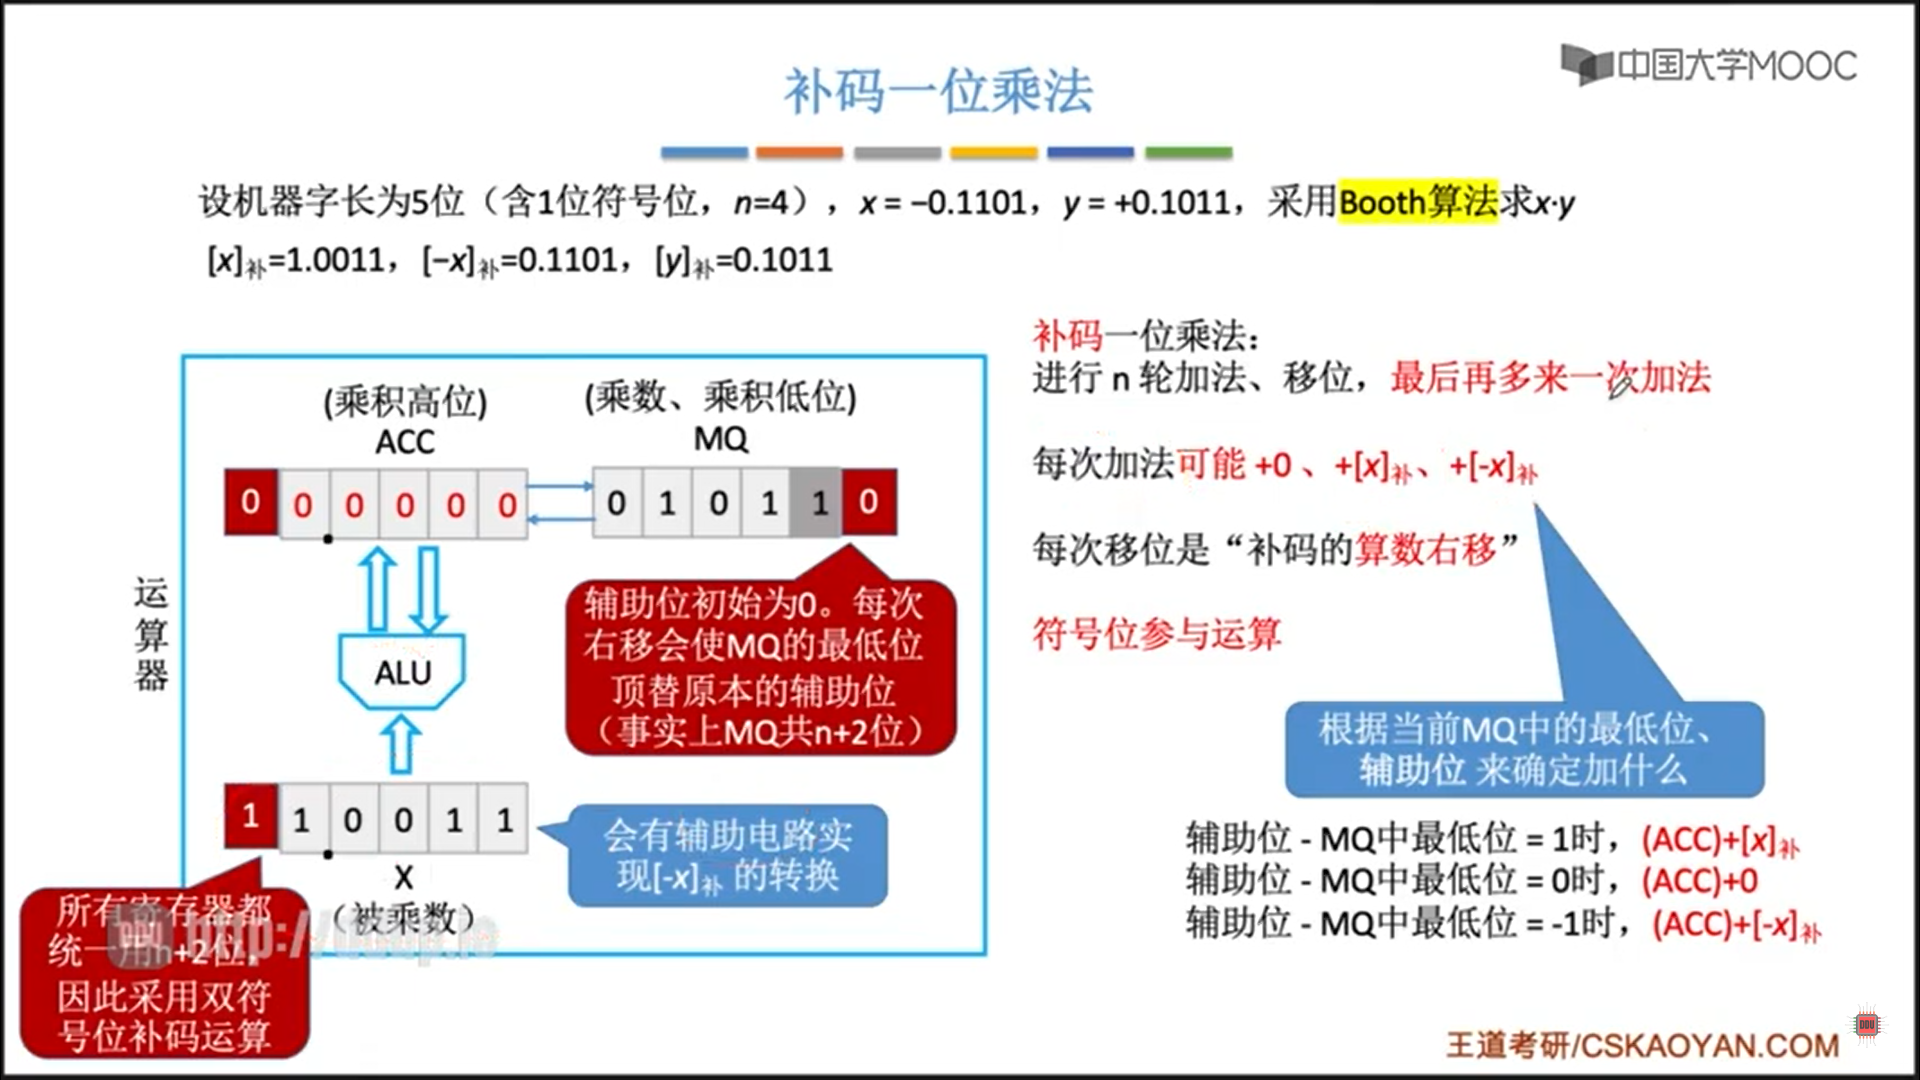 中国大学MOOC
补码一位乘法
设机器字长为5位（含1位符号位，n=4），x = −0.1101，y = +0.1011，采用Booth算法求x·y
[x]补=1.0011，[−x]补=0.1101，[y]补=0.1011
补码一位乘法：
进行 n 轮加法、移位，最后再多来一次加法
每次加法可能 +0 、+[x]补、+[-x]补
每次移位是“补码的算数右移”
符号位参与运算
根据当前MQ中的最低位、
辅助位 来确定加什么
辅助位 - MQ中最低位 = 1时，(ACC)+[x]补
辅助位 - MQ中最低位 = 0时，(ACC)+0
辅助位 - MQ中最低位 = -1时，(ACC)+[-x]补
运算器
(乘积高位)
ACC
(乘数、乘积低位)
MQ
0 0 0 0 0 0
0 1 0 1 1 0
辅助位初始为0。每次
右移会使MQ的最低位
顶替原本的辅助位
（事实上MQ共n+2位）
ALU
1 1 0 0 1 1
X
（被乘数）
会有辅助电路实
现[-x]补 的转换
所有寄存器都
统一用n+2位，
因此采用双符
号位补码运算
http://
王道考研/CSKAOYAN.COM